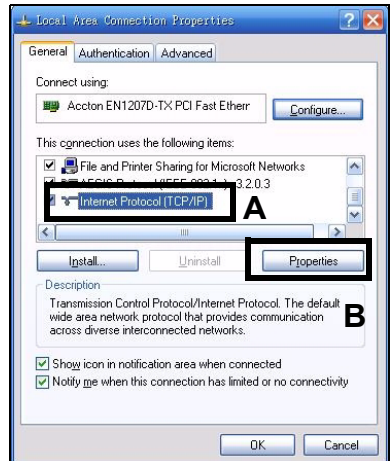 Local Area Connection Properties
General Authentication Advanced
Connect using:
Accton EN1207D-TX PCI Fast Etherr
Configure...
This connection uses the following items:
File and Printer Sharing for Microsoft Networks
3.2.0.3
Internet Protocol (TCP/IP)
A
Install... Uninstall Properties
Description
Transmission Control Protocol/Internet Protocol. The default
wide area network protocol that provides communication
across diverse interconnected networks.
B
Show icon in notification area when connected
Notify me when this connection has limited or no connectivity
OK Cancel